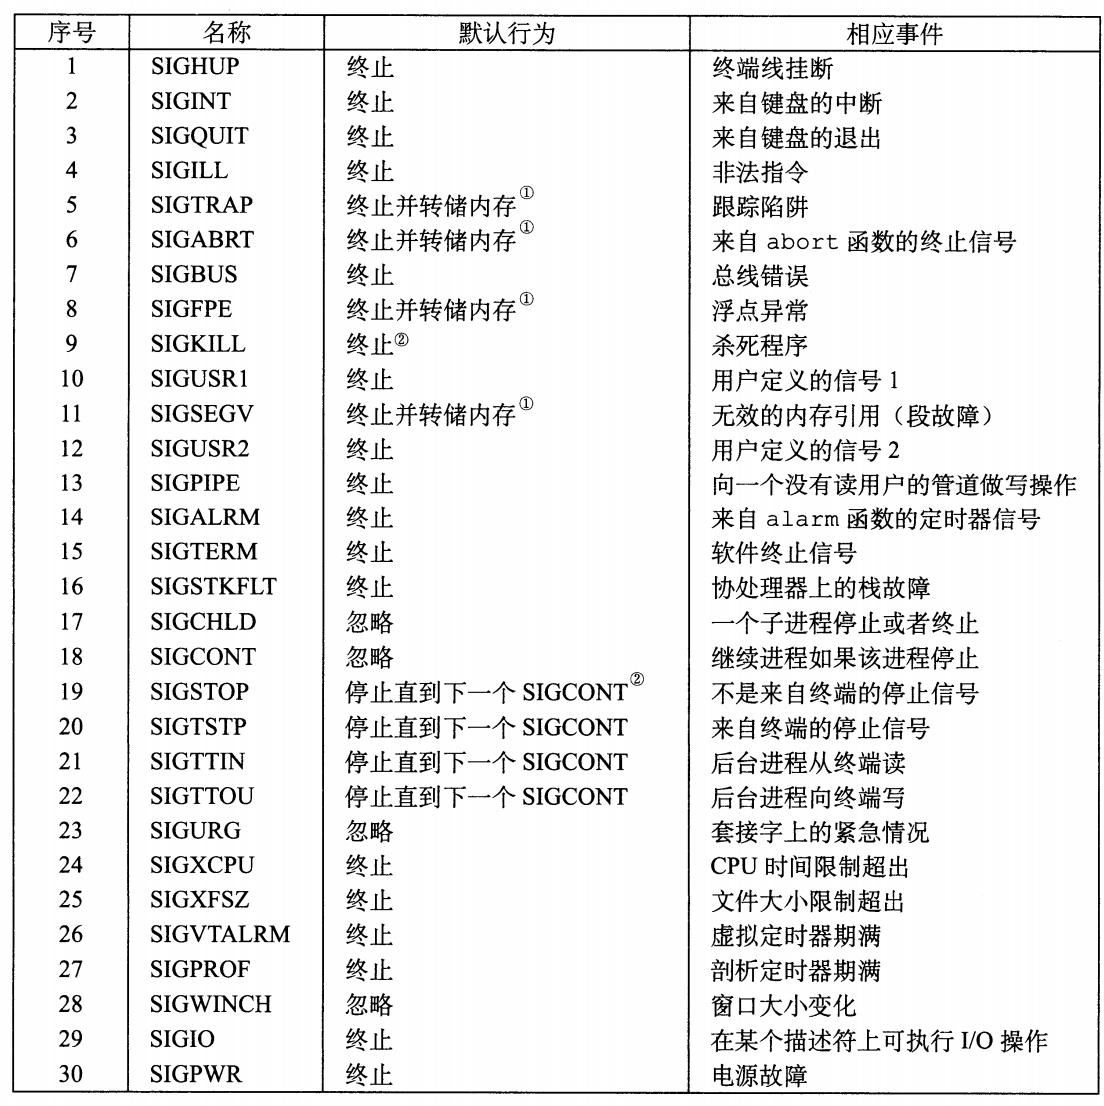 序号 名称 默认行为 相应事件
1 SIGHUP 终止 终端线挂断
2 SIGINT 终止 来自键盘的中断
3 SIGQUIT 终止 来自键盘的退出
4 SIGILL 终止 非法指令
5 SIGTRAP 终止并转储内存① 跟踪陷阱
6 SIGABRT 终止并转储内存① 来自 abort 函数的终止信号
7 SIGBUS 终止 总线错误
8 SIGFPE 终止并转储内存① 浮点异常
9 SIGKILL 终止② 杀死程序
10 SIGUSR1 终止 用户定义的信号 1
11 SIGSEGV 终止并转储内存① 无效的内存引用（段故障）
12 SIGUSR2 终止 用户定义的信号 2
13 SIGPIPE 终止 向一个没有读用户的管道做写操作
14 SIGALRM 终止 来自 alarm 函数的定时器信号
15 SIGTERM 终止 软件终止信号
16 SIGSTKFLT 终止 协处理器上的栈故障
17 SIGCHLD 忽略 一个子进程停止或者终止
18 SIGCONT 忽略 继续进程如果该进程停止
19 SIGSTOP 停止直到下一个 SIGCONT② 不是来自终端的停止信号
20 SIGTSTP 停止直到下一个 SIGCONT 来自终端的停止信号
21 SIGTTIN 停止直到下一个 SIGCONT 后台进程从终端读
22 SIGTTOU 停止直到下一个 SIGCONT 后台进程向终端写
23 SIGURG 忽略 套接字上的紧急情况
24 SIGXCPU 终止 CPU 时间限制超出
25 SIGXFSZ 终止 文件大小限制超出
26 SIGVTALRM 终止 虚拟定时器期满
27 SIGPROF 终止 剖析定时器期满
28 SIGWINCH 忽略 窗口大小变化
29 SIGIO 终止 在某个描述符上可执行 I/O 操作
30 SIGPWR 终止 电源故障